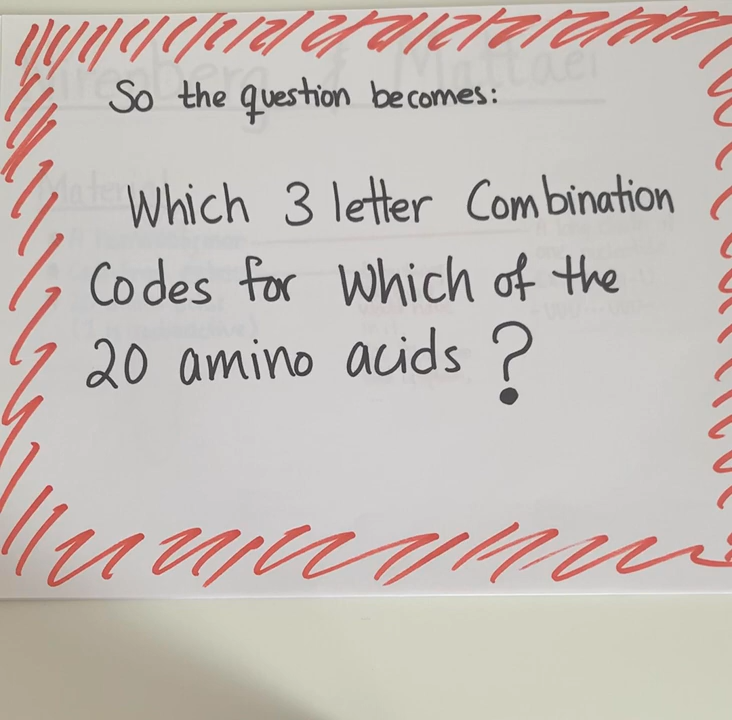 So the question becomes:
Which 3 letter Combination
Codes for Which of the
20 amino acids ?